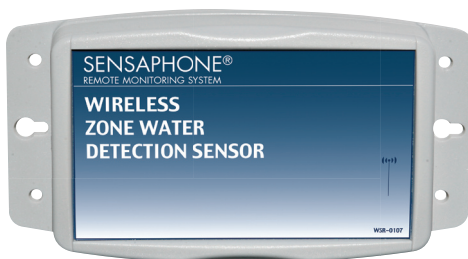 SENSAPHONE®
REMOTE MONITORING SYSTEM
WIRELESS
ZONE WATER
DETECTION SENSOR
WSR-0107